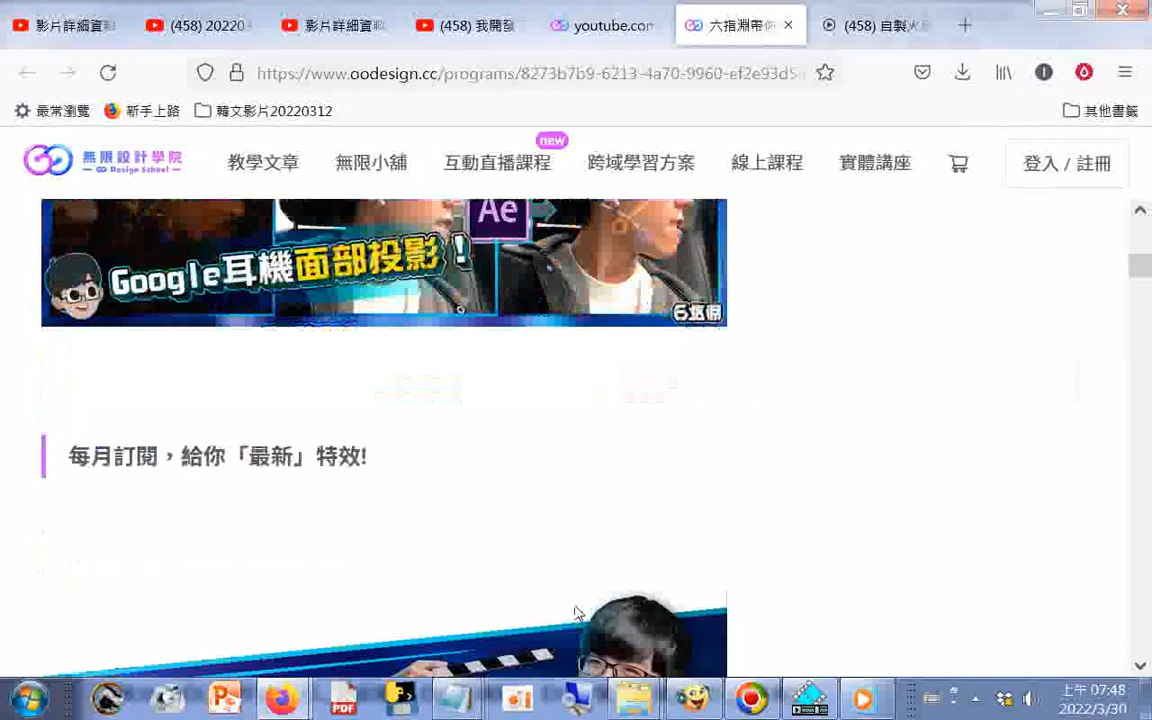 影片詳細資
(458) 20220
影片詳細資
(458) 我開發
youtube.com
六指淵帶你
(458) 自製火
https://www.oodesign.cc/programs/8273b7b9-6213-4a70-9960-ef2e93d5
最常瀏覽
新手上路
韓文影片20220312
其他書籤
無限設計學院
Design School
教學文章
無限小舖
互動直播課程
new
跨域學習方案
線上課程
實體講座
登入 / 註冊
Ae
Google耳機面部投影!
每月訂閱，給你「最新」特效!
PDF
上午 07:48
2022/3/30